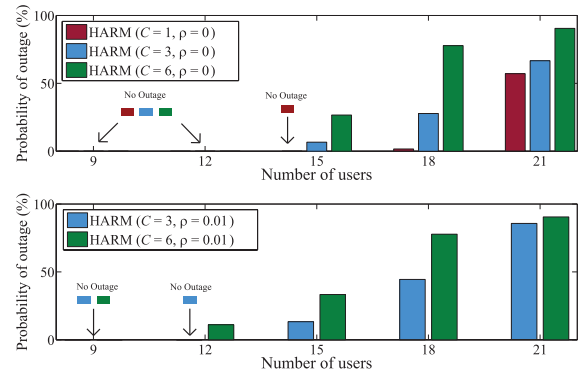 Probability of outage (%)
100
50
0
HARM (C = 1, ρ = 0)
HARM (C = 3, ρ = 0)
HARM (C = 6, ρ = 0)
No Outage
No Outage
9 12 15 18 21
Number of users
Probability of outage (%)
100
50
0
HARM (C = 3, ρ = 0.01)
HARM (C = 6, ρ = 0.01)
No Outage
No Outage
9 12 15 18 21
Number of users